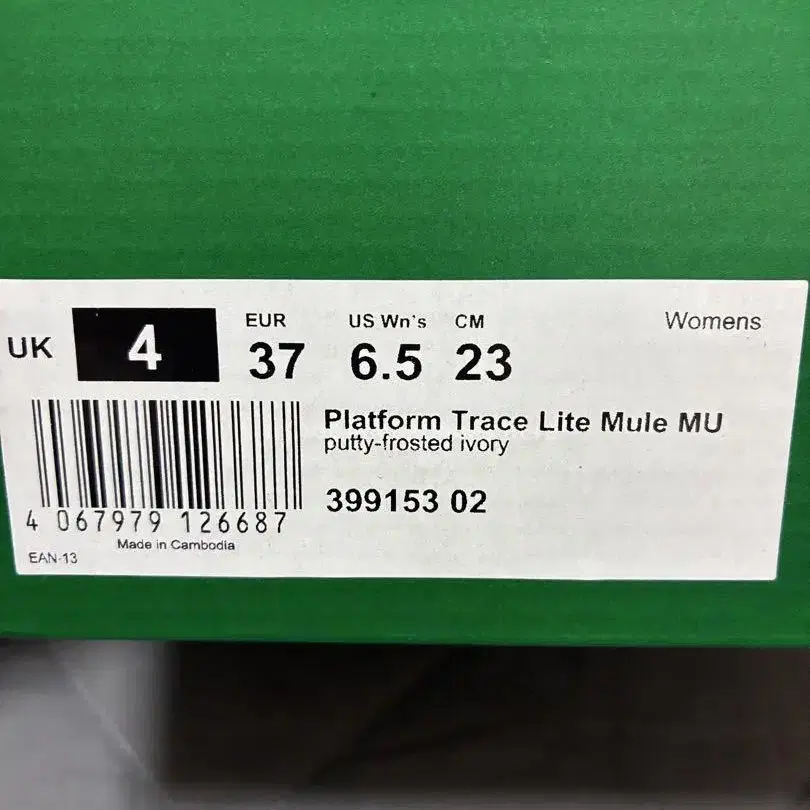 UK 4 EUR 37 US Wn's 6.5 CM 23 Womens
Platform Trace Lite Mule MU
putty-frosted ivory
399153 02
4 067979 126687
Made in Cambodia
EAN-13